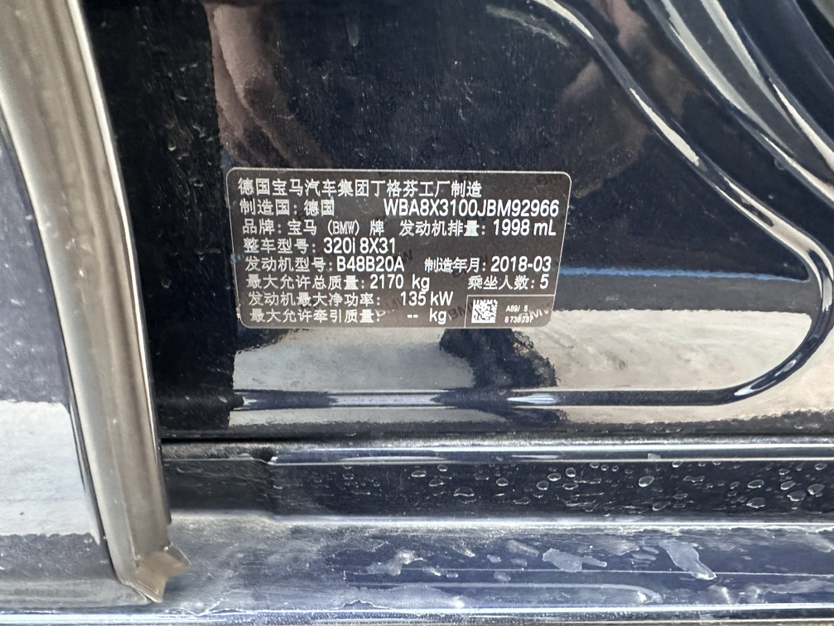 德国宝马汽车集团丁格芬工厂制造
制造国: 德国 WBA8X3100JBM92966
品牌: 宝马 (BMW) 牌 发动机排量: 1998 mL
整车型号: 320i 8X31
发动机型号: B48B20A 制造年月: 2018-03
最大允许总质量: 2170 kg 乘坐人数: 5
发动机最大净功率: 135 kW
最大允许牵引质量: -- kg